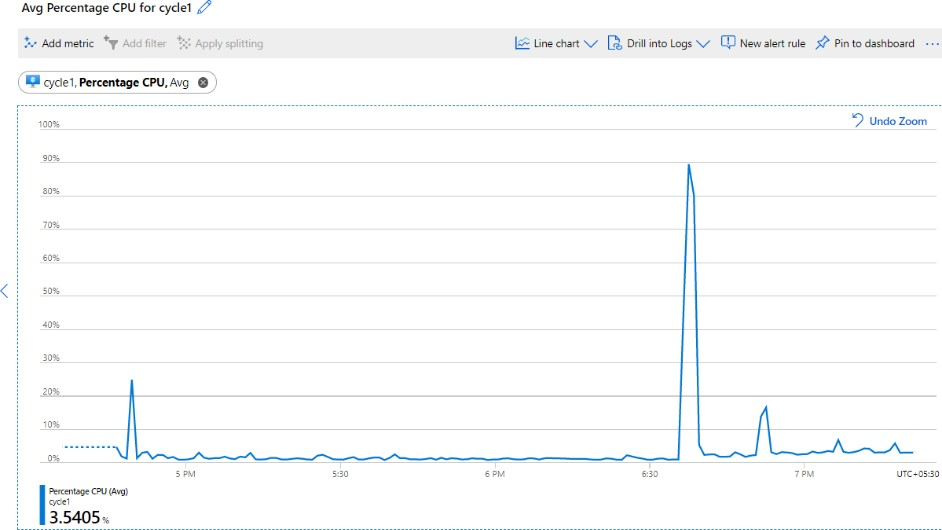 Avg Percentage CPU for cycle1
Add metric Add filter Apply splitting Line chart Drill into Logs New alert rule Pin to dashboard ...
cycle1, Percentage CPU, Avg
Undo Zoom
100%
90%
80%
70%
60%
50%
40%
30%
20%
10%
0%
5 PM 5:30 6 PM 6:30 7 PM UTC+05:30
Percentage CPU (Avg)
cycle1
3.5405 %